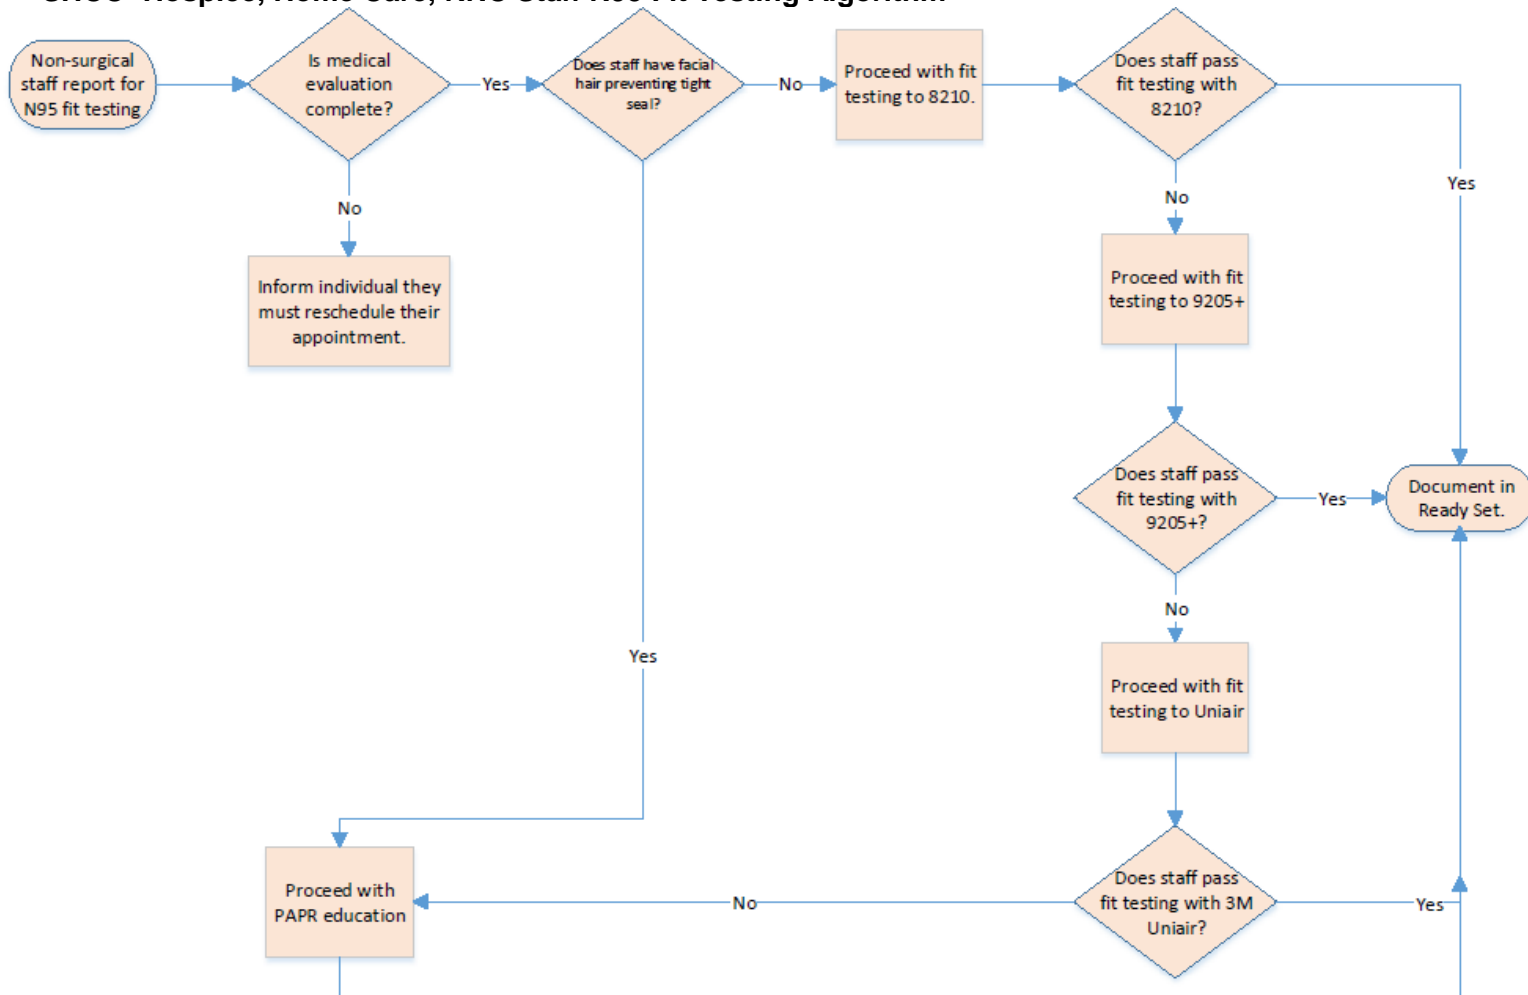 Non-surgical
staff report for
N95 fit testing
Is medical
evaluation
complete?
Yes
Does staff have facial
hair preventing tight
seal?
No
Proceed with fit
testing to 8210.
Does staff pass
fit testing with
8210?
Yes
No
No
Inform individual they
must reschedule their
appointment.
Proceed with fit
testing to 9205+
Does staff pass
fit testing with
9205+?
Yes
Document in
Ready Set.
No
Yes
Proceed with fit
testing to Uniair
Proceed with
PAPR education
No
Does staff pass
fit testing with 3M
Uniair?
Yes